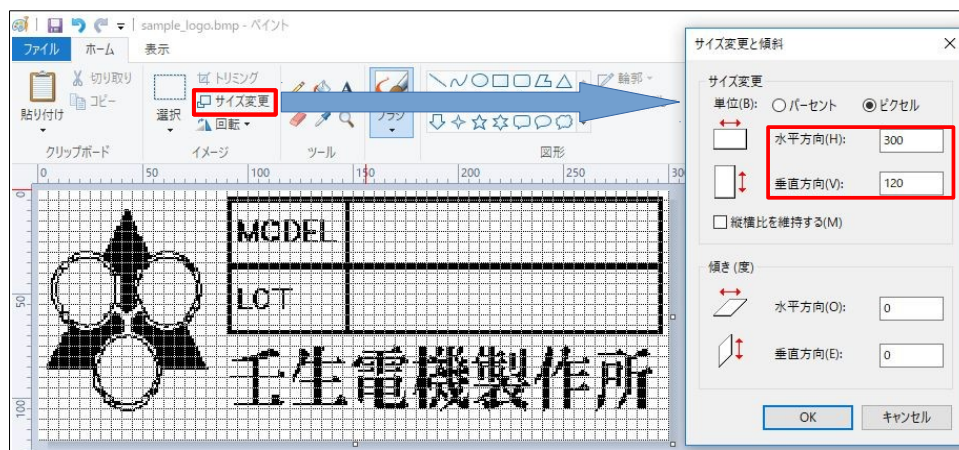 sample_logo.bmp - ペイント
ファイル ホーム 表示
切り取り
コピー
貼り付け
クリップボード
選択
トリミング
サイズ変更
回転
イメージ
A
ツール
ブラシ
輪郭
図形
0 50 100 150 200 250
0
50
100
MODEL
LOT
壬生電機製作所
サイズ変更と傾斜
サイズ変更
単位(B): パーセント ピクセル
水平方向(H): 300
垂直方向(V): 120
縦横比を維持する(M)
傾き (度)
水平方向(O): 0
垂直方向(E): 0
OK キャンセル